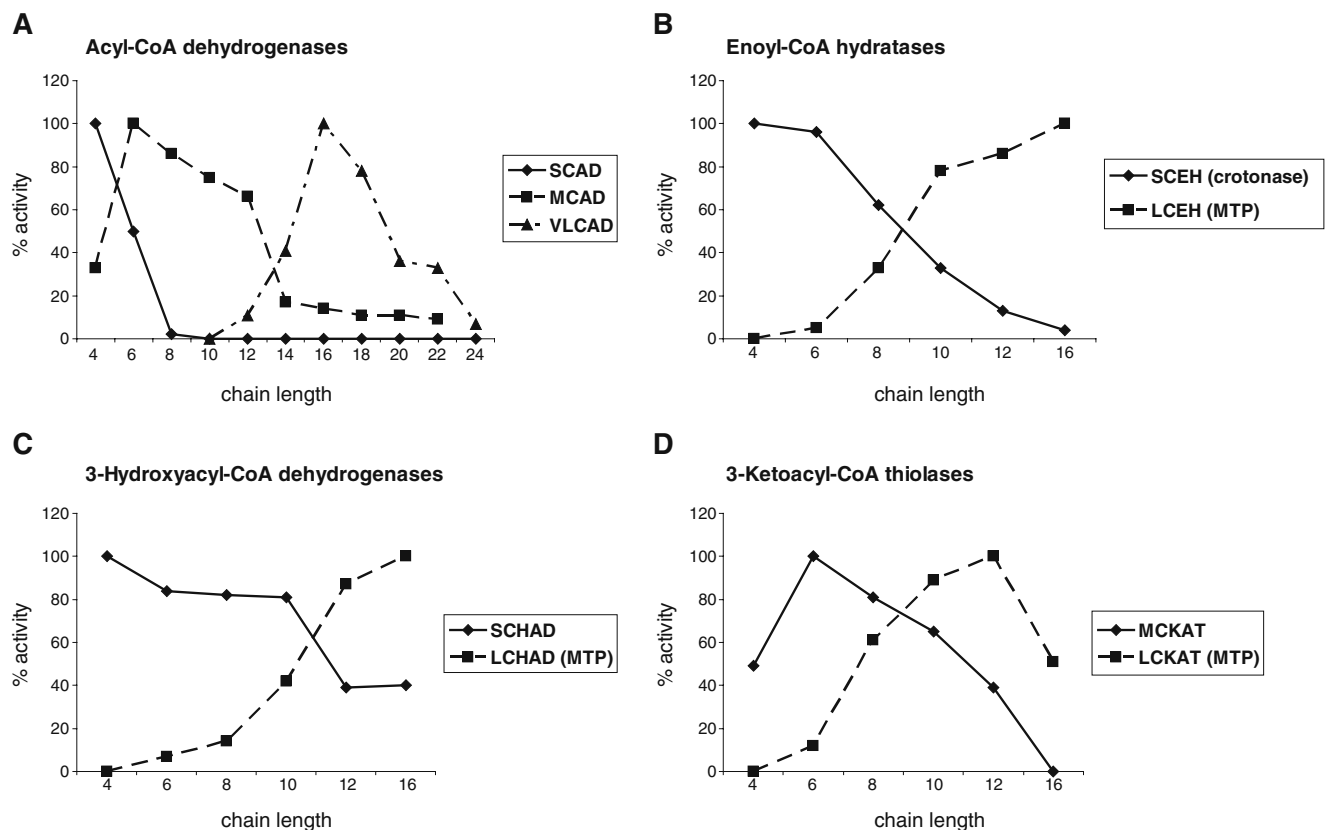 A
Acyl-CoA dehydrogenases
120
100
80
60
40
20
0
% activity
4 6 8 10 12 14 16 18 20 22 24
chain length
SCAD
MCAD
VLCAD
B
Enoyl-CoA hydratases
120
100
80
60
40
20
0
% activity
4 6 8 10 12 16
chain length
SCEH (crotonase)
LCEH (MTP)
C
3-Hydroxyacyl-CoA dehydrogenases
120
100
80
60
40
20
0
% activity
4 6 8 10 12 16
chain length
SCHAD
LCHAD (MTP)
D
3-Ketoacyl-CoA thiolases
120
100
80
60
40
20
0
% activity
4 6 8 10 12 16
chain length
MCKAT
LCKAT (MTP)